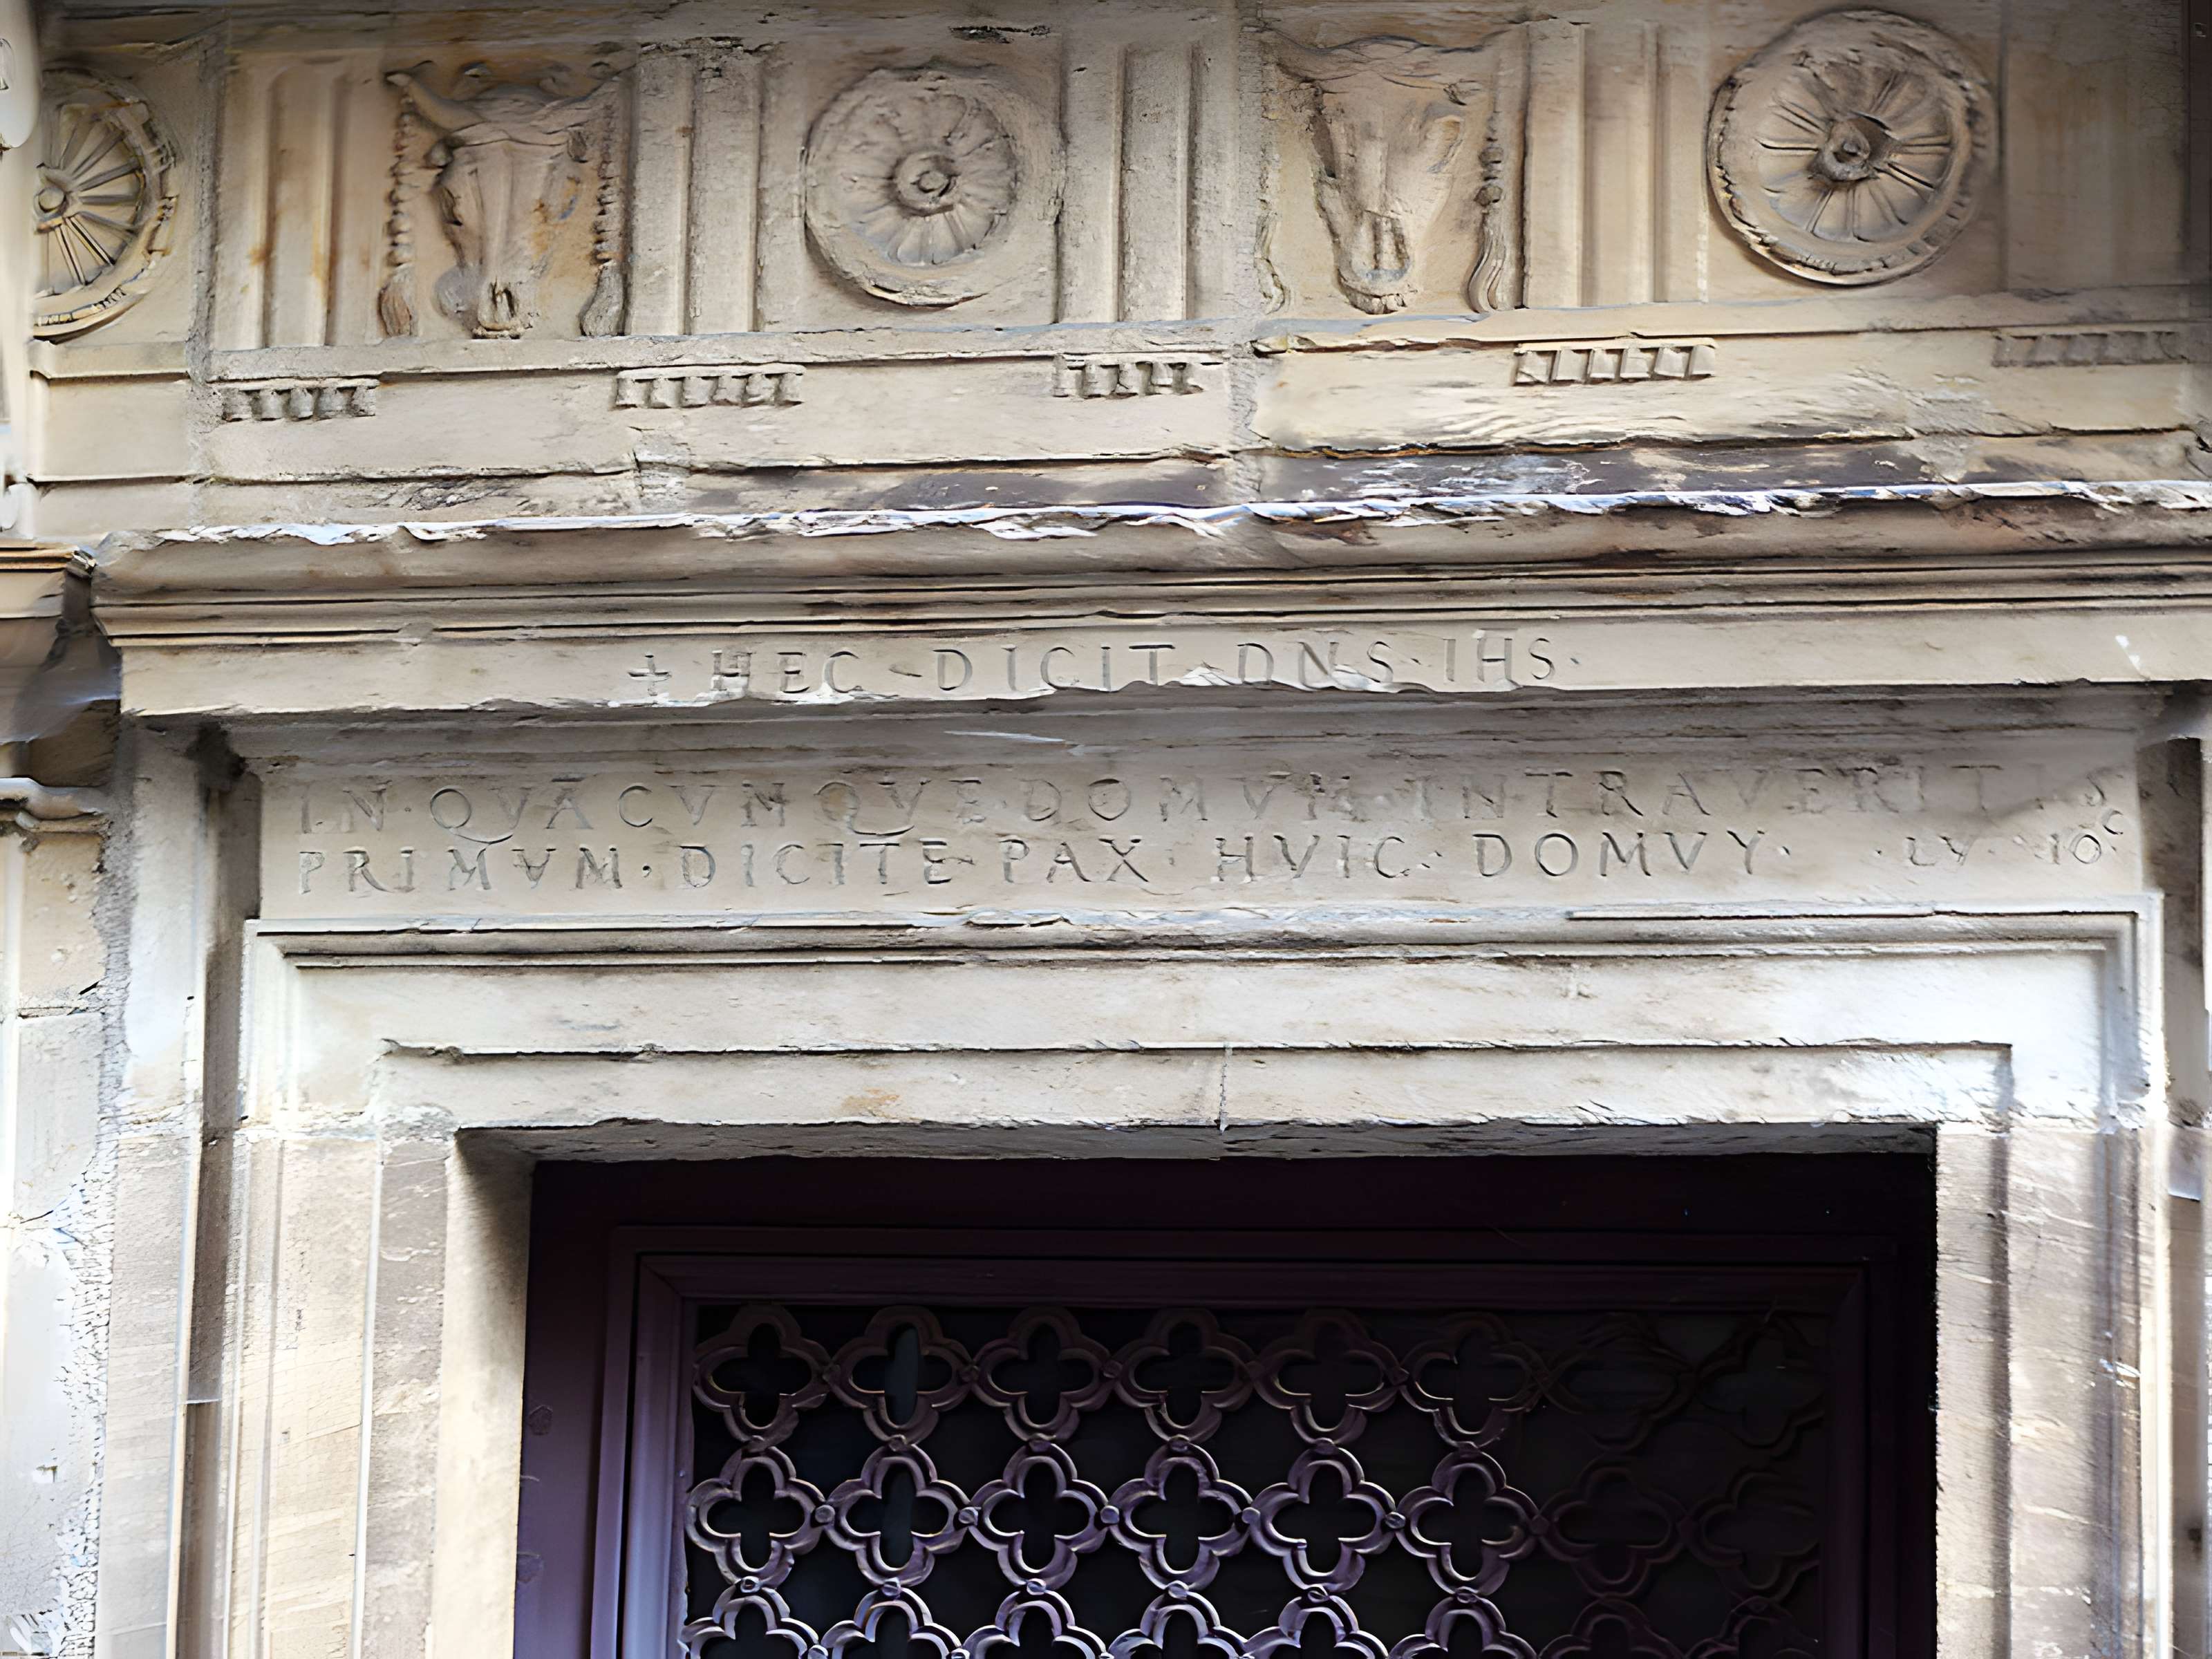 + HEC · DICIT · DNS · IHS ·
IN · QVACVMQVE · DOMVM · INTRAVERITIS
PRIMVM · DICITE · PAX · HVIC · DOMVY · · LV · 10 C